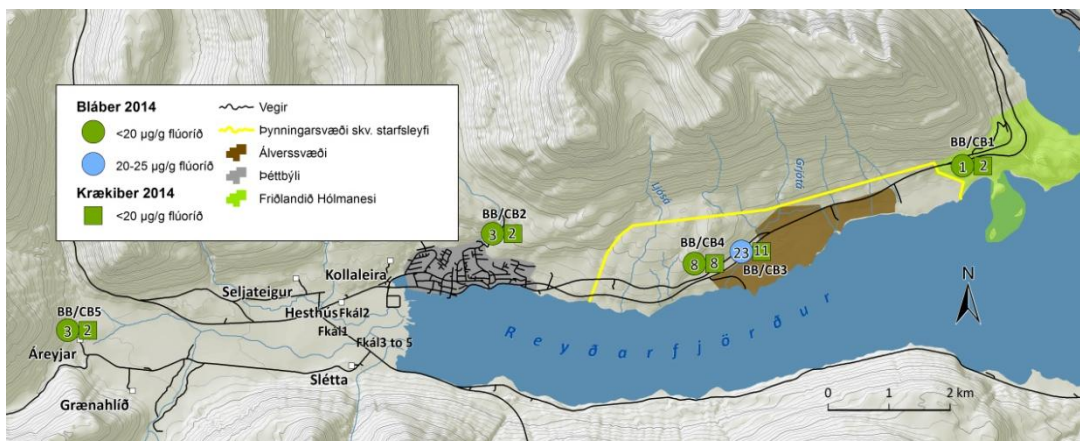 Bláber 2014
<20 µg/g flúoríð
20-25 µg/g flúoríð
Krækiber 2014
<20 µg/g flúoríð
Vegir
Þynningarsvæði skv. starfsleyfi
Álverssvæði
Þéttbýli
Friðlandið Hólmanesi
BB/CB1
1 2
Ljósá
Grjótá
BB/CB2
3 2
BB/CB4
8 8
23 11
BB/CB3
Kollaleira
Seljateigur
Hesthús
Fkál2
Fkál1
Fkál3 to 5
BB/CB5
3 2
Áreyjar
Slétta
Grænahlíð
Reyðarfjörður
N
0 1 2 km